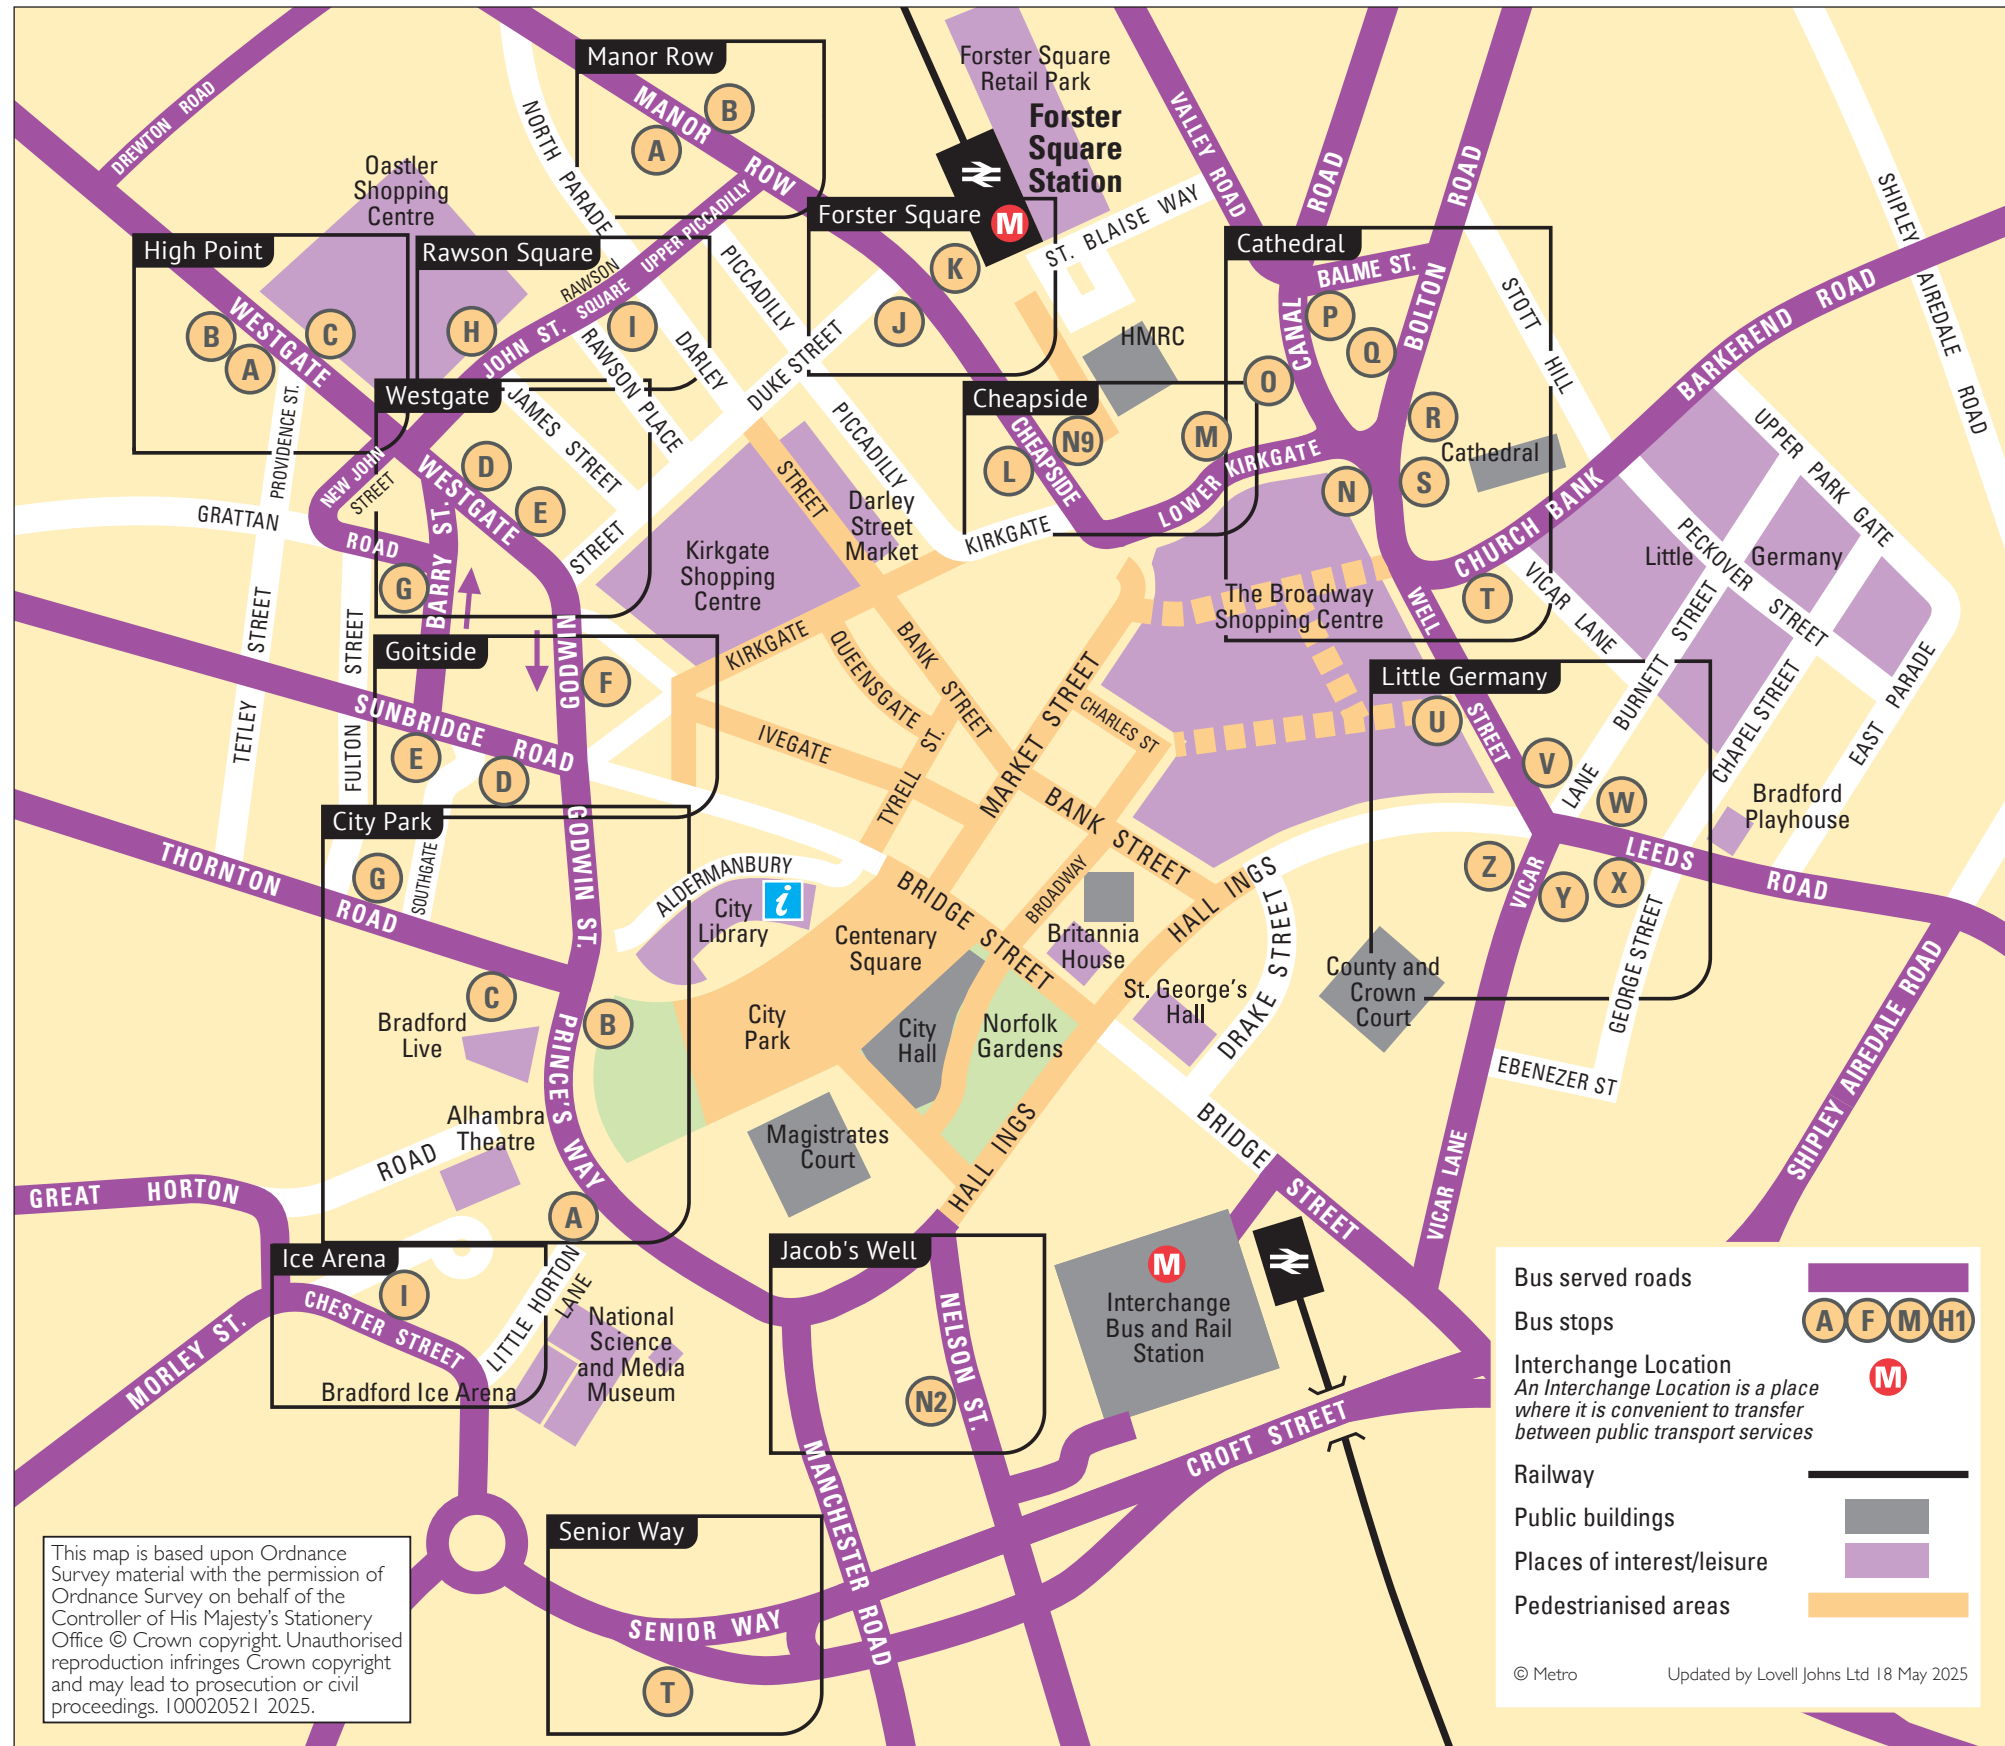 Manor Row
MANOR
ROW
B
A
DREWTON ROAD
NORTH PARADE
Forster Square
Retail Park
Forster
Square
Station
M
VALLEY ROAD
ROAD
ROAD
SHIPLEY AIREDALE ROAD
Oastler
Shopping
Centre
High Point
WESTGATE
B
A
C
PROVIDENCE ST.
Rawson Square
RAWSON
SQUARE
UPPER PICCADILLY
JOHN ST.
H
I
RAWSON PLACE
PICCADILLY
DARLEY
Forster Square
K
J
ST. BLAISE WAY
HMRC
DUKE STREET
PICCADILLY
Cathedral
BALME ST.
CANAL
BOLTON
P
Q
O
R
S
N
Cathedral
STOTT HILL
BARKEREND ROAD
CHURCH BANK
T
UPPER PARK GATE
PECKOVER STREET
Little
Germany
VICAR LANE
BURNETT STREET
CHAPEL STREET
EAST PARADE
Westgate
WESTGATE
JAMES STREET
D
E
G
NEW JOHN
STREET
BARRY ST.
GRATTAN
ROAD
STREET
TETLEY STREET
FULTON STREET
STREET
Kirkgate
Shopping
Centre
Darley
Street
Market
Cheapside
CHEAPSIDE
N9
L
M
LOWER KIRKGATE
KIRKGATE
The Broadway
Shopping Centre
WELL
STREET
Goitside
GODWIN
F
SUNBRIDGE ROAD
E
D
KIRKGATE
QUEENSGATE
BANK STREET
IVEGATE
TYRELL ST.
MARKET STREET
CHARLES ST
BANK STREET
BROADWAY
Little Germany
U
V
W
X
Y
Z
LANE
LEEDS ROAD
VICAR
Bradford
Playhouse
GEORGE STREET
County and
Crown
Court
EBENEZER ST
VICAR LANE
SHIPLEY AIREDALE ROAD
City Park
GODWIN ST.
G
SOUTHGATE
THORNTON
ROAD
C
B
A
Bradford
Live
PRINCE'S WAY
Alhambra
Theatre
ROAD
GREAT HORTON
ALDERMANBURY
i
City
Library
Centenary
Square
City
Park
BRIDGE STREET
City
Hall
Norfolk
Gardens
Britannia
House
St. George's
Hall
HALL INGS
DRAKE STREET
Magistrates
Court
HALL INGS
BRIDGE
STREET
Ice Arena
I
CHESTER STREET
MORLEY ST.
LITTLE HORTON
LANE
Bradford Ice Arena
National
Science
and Media
Museum
Jacob's Well
N2
NELSON ST.
M
Interchange
Bus and Rail
Station
CROFT STREET
MANCHESTER ROAD
Senior Way
SENIOR WAY
T
This map is based upon Ordnance
Survey material with the permission of
Ordnance Survey on behalf of the
Controller of His Majesty's Stationery
Office © Crown copyright. Unauthorised
reproduction infringes Crown copyright
and may lead to prosecution or civil
proceedings. 100020521 2025.
Bus served roads
Bus stops
A F M H1
Interchange Location
M
An Interchange Location is a place
where it is convenient to transfer
between public transport services
Railway
Public buildings
Places of interest/leisure
Pedestrianised areas
© Metro
Updated by Lovell Johns Ltd 18 May 2025